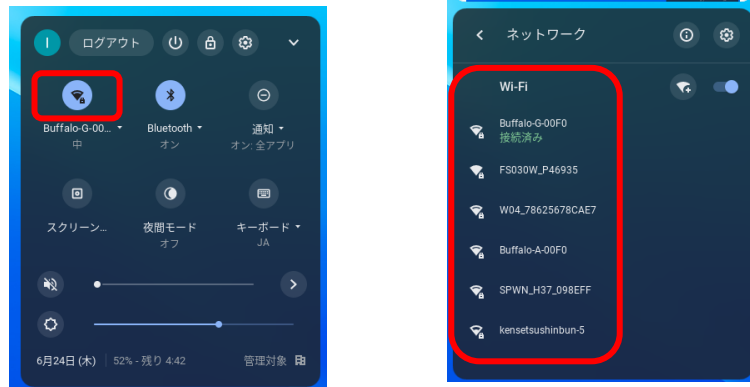 I ログアウト
Buffalo-G-00...
中
Bluetooth
オン
通知
オン: 全アプリ
スクリーン...
夜間モード
オフ
キーボード
JA
6月24日 (木) 52% - 残り 4:42 管理対象
ネットワーク
Wi-Fi
Buffalo-G-00F0
接続済み
FS030W_P46935
W04_78625678CAE7
Buffalo-A-00F0
SPWN_H37_098EFF
kensetsushinbun-5